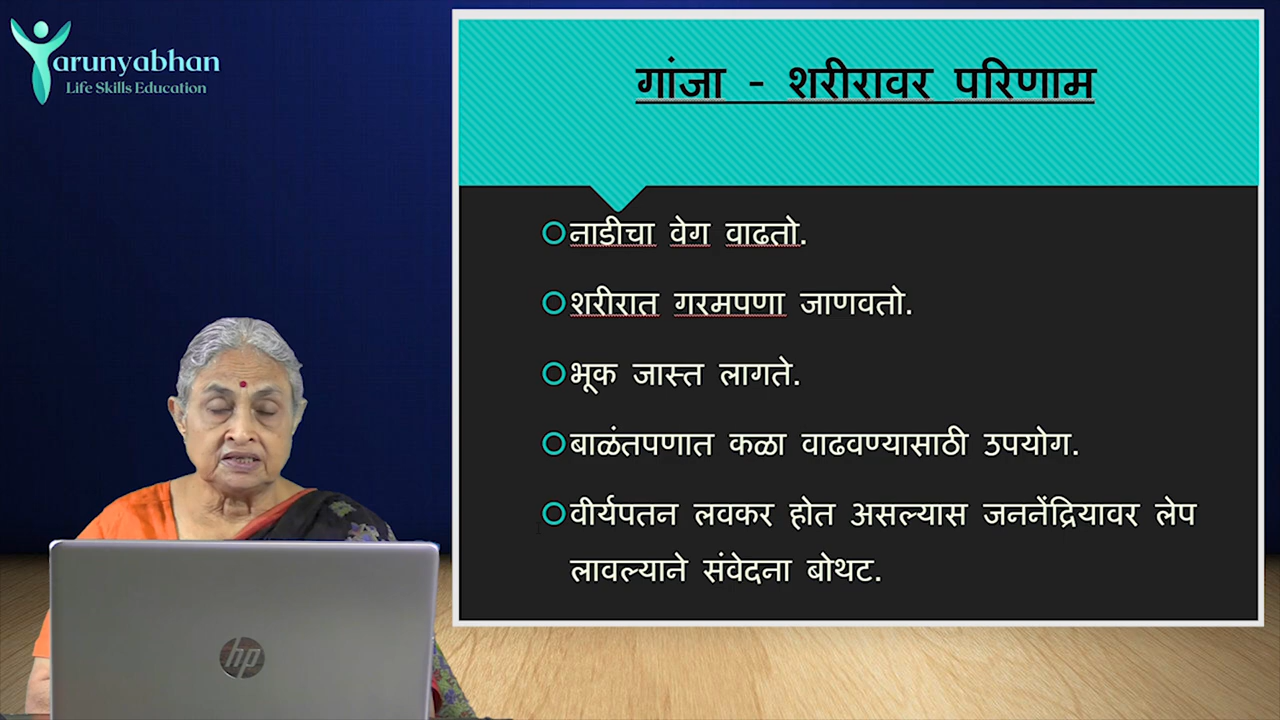 Tarunyabhan
Life Skills Education
गांजा - शरीरावर परिणाम
नाडीचा वेग वाढतो.
शरीरात गरमपणा जाणवतो.
भूक जास्त लागते.
बाळंतपणात कळा वाढवण्यासाठी उपयोग.
वीर्यपतन लवकर होत असल्यास जननेंद्रियावर लेप
लावल्याने संवेदना बोथट.
hp